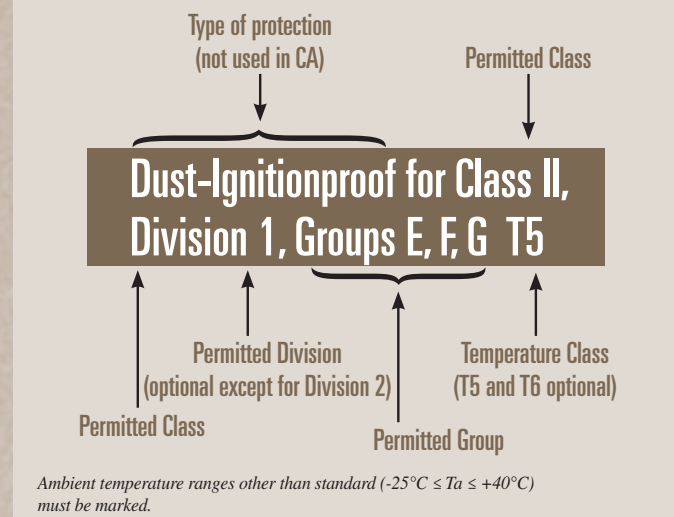 Type of protection
(not used in CA)
Permitted Class
Dust-Ignitionproof for Class II,
Division 1, Groups E, F, G T5
Permitted Division
(optional except for Division 2)
Temperature Class
(T5 and T6 optional)
Permitted Class
Permitted Group
Ambient temperature ranges other than standard (-25°C ≤ Ta ≤ +40°C)
must be marked.